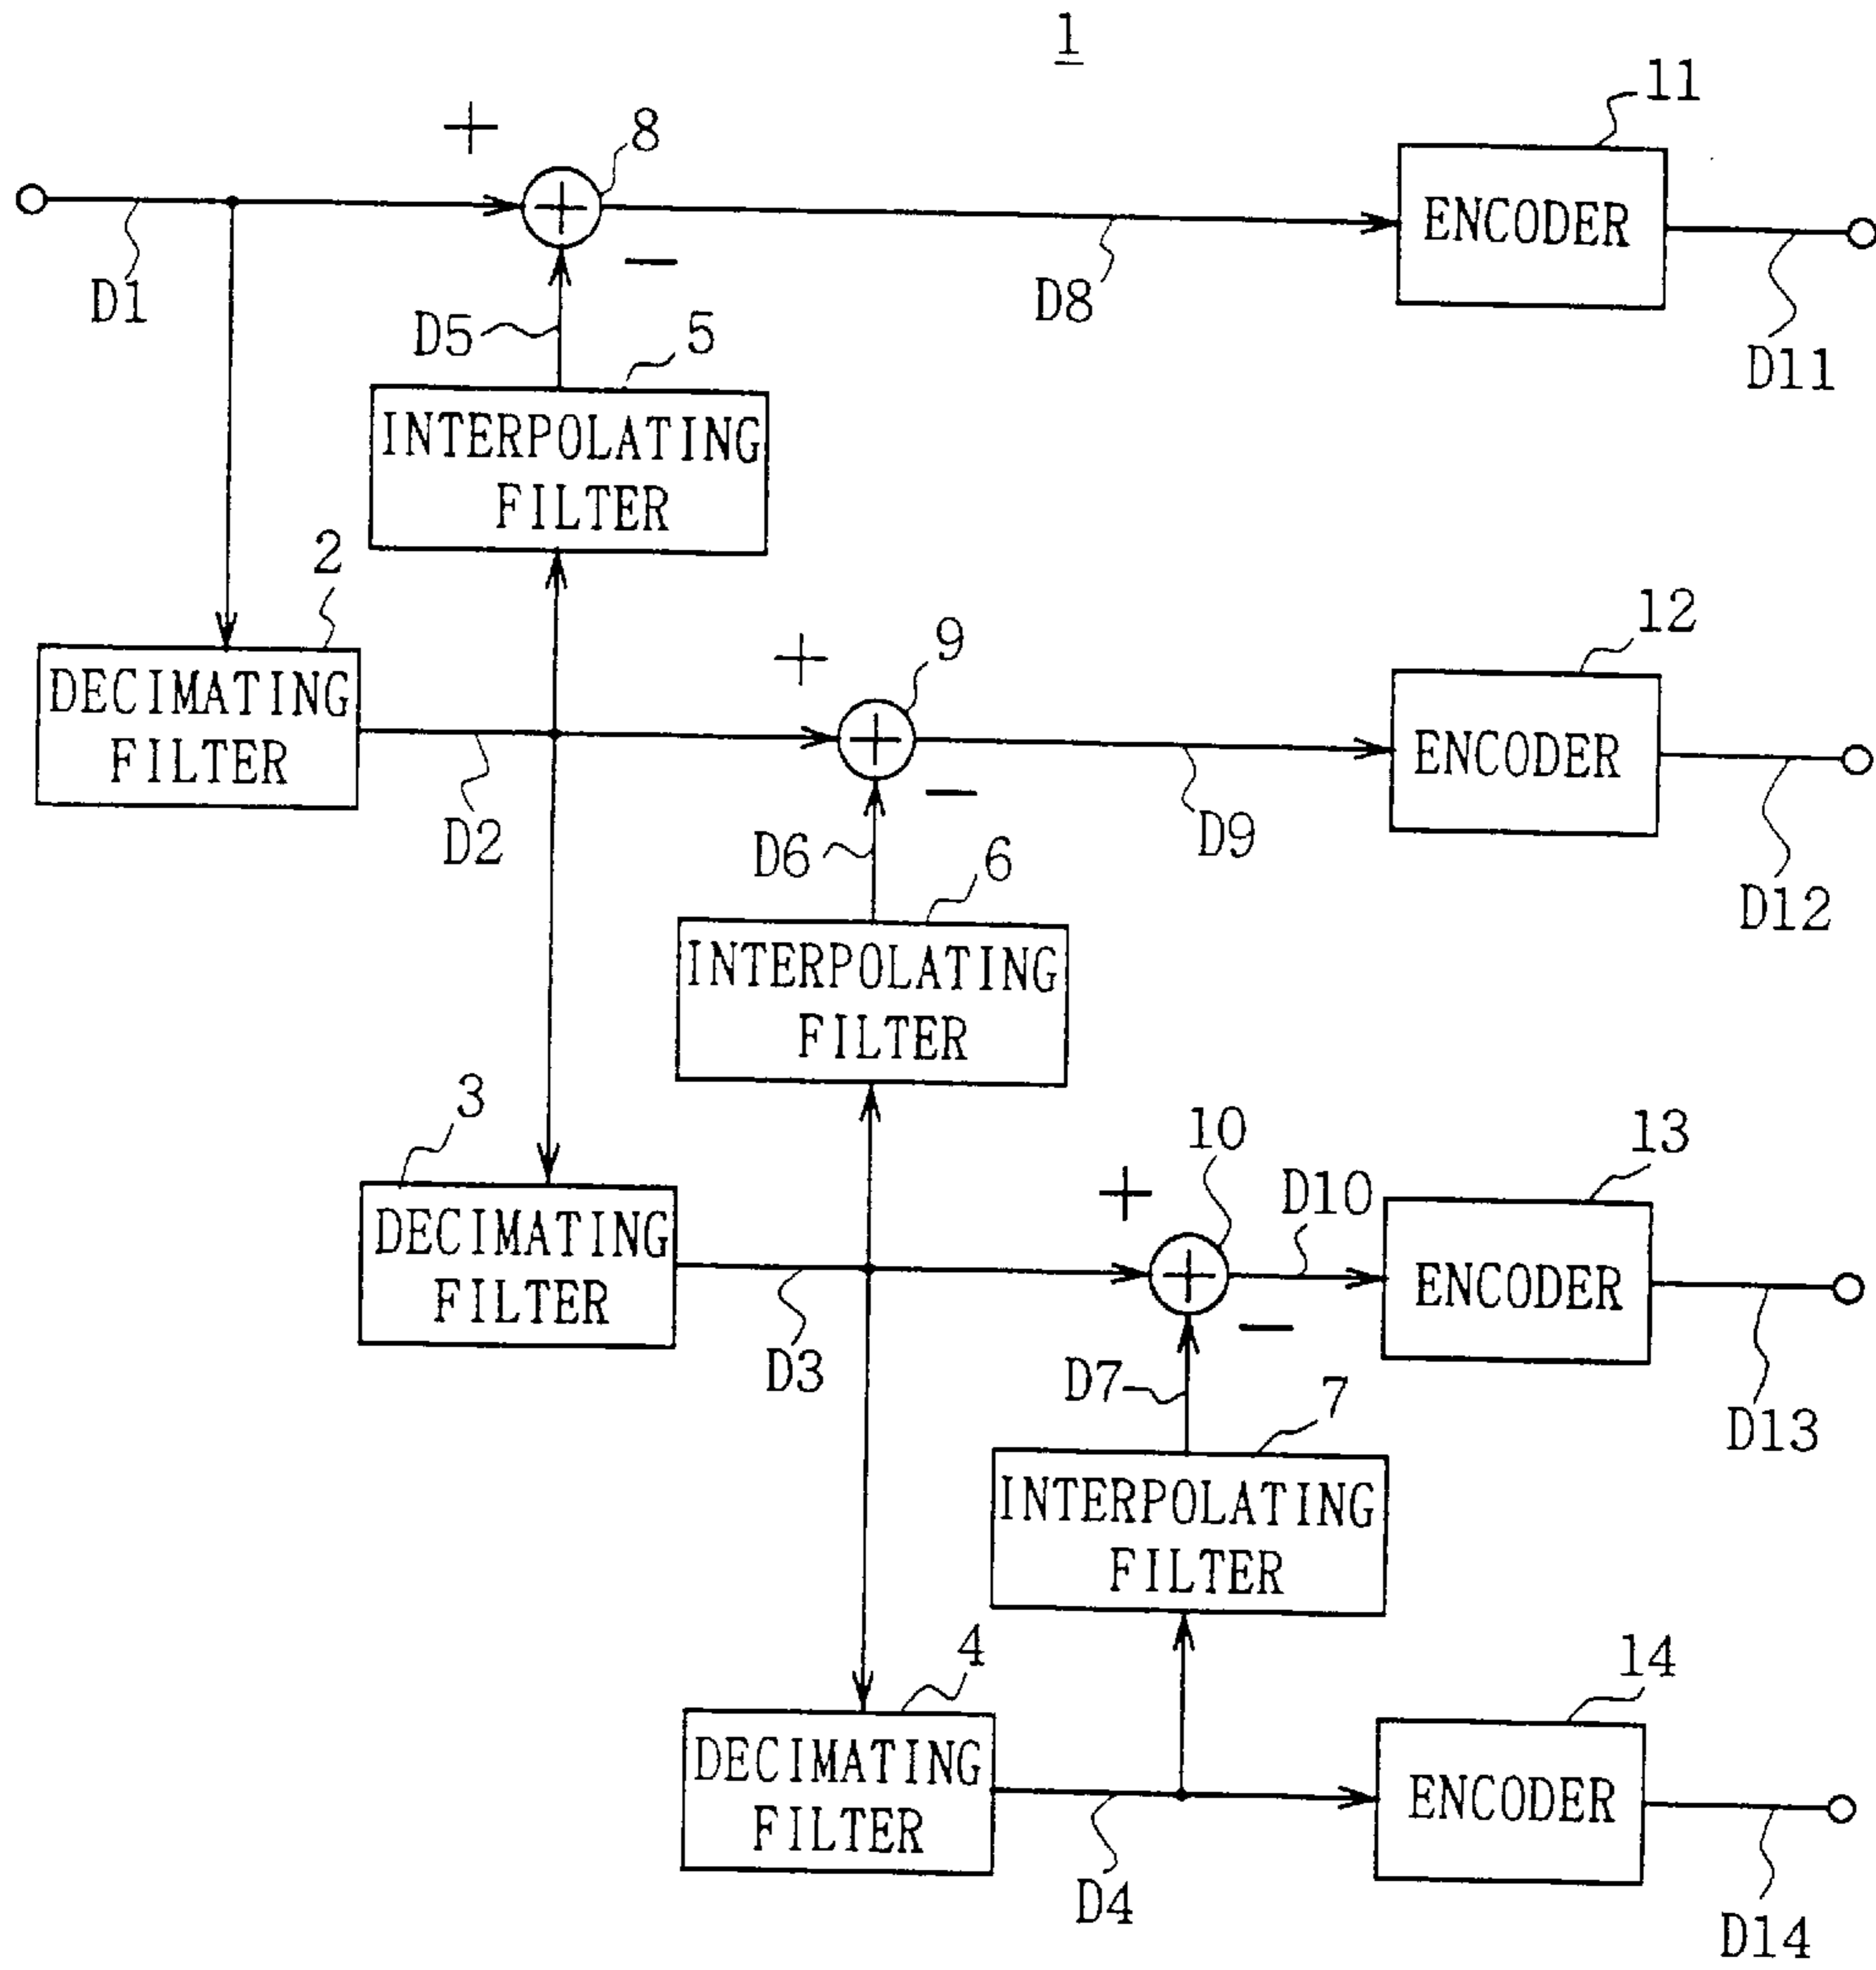 1
+
8
11
ENCODER
D1
−
D5
5
D8
D11
INTERPOLATING
FILTER
2
12
+
9
DECIMATING
FILTER
ENCODER
D2
−
D6
6
D9
D12
INTERPOLATING
FILTER
3
10
13
+
D10
DECIMATING
FILTER
ENCODER
D3
−
D7
7
D13
INTERPOLATING
FILTER
4
14
DECIMATING
FILTER
ENCODER
D4
D14